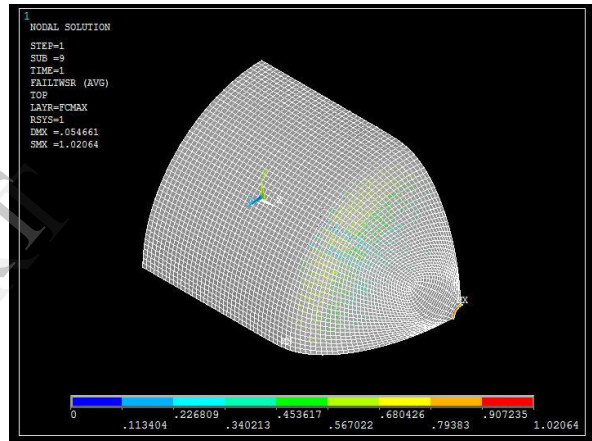 1
NODAL SOLUTION
STEP=1
SUB =9
TIME=1
FAILTWSR (AVG)
TOP
LAYR=FCMAX
RSYS=1
DMX =.054661
SMX =1.02064
0 .226809 .453617 .680426 .907235
.113404 .340213 .567022 .79383 1.02064